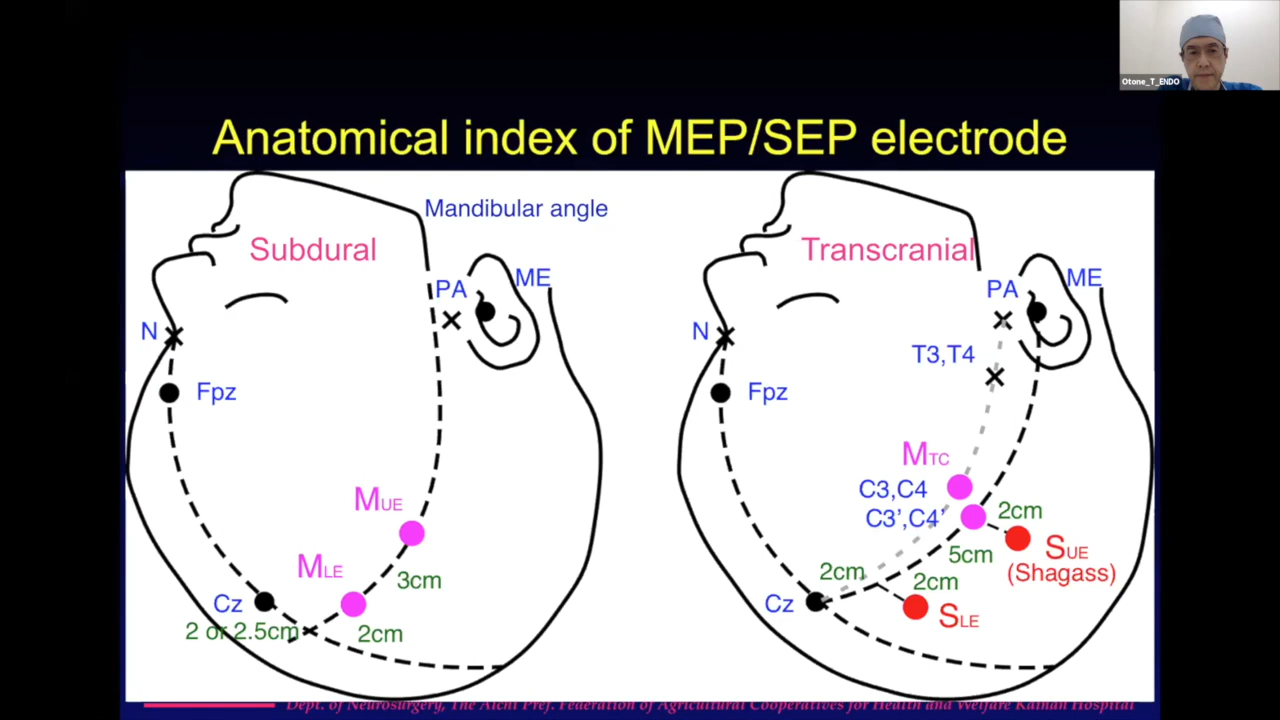 Otone_T_ENDO
Anatomical index of MEP/SEP electrode
Mandibular angle
Subdural
PA
ME
N
Fpz
MUE
MLE
3cm
Cz
2 or 2.5cm
2cm
Transcranial
PA
ME
N
T3,T4
Fpz
MTC
C3,C4
C3’,C4’
2cm
5cm
SUE
(Shagass)
2cm
2cm
Cz
SLE
Dept. of Neurosurgery, The Aichi Pref. Federation of Agricultural Cooperatives for Health and Welfare Kainan Hospital